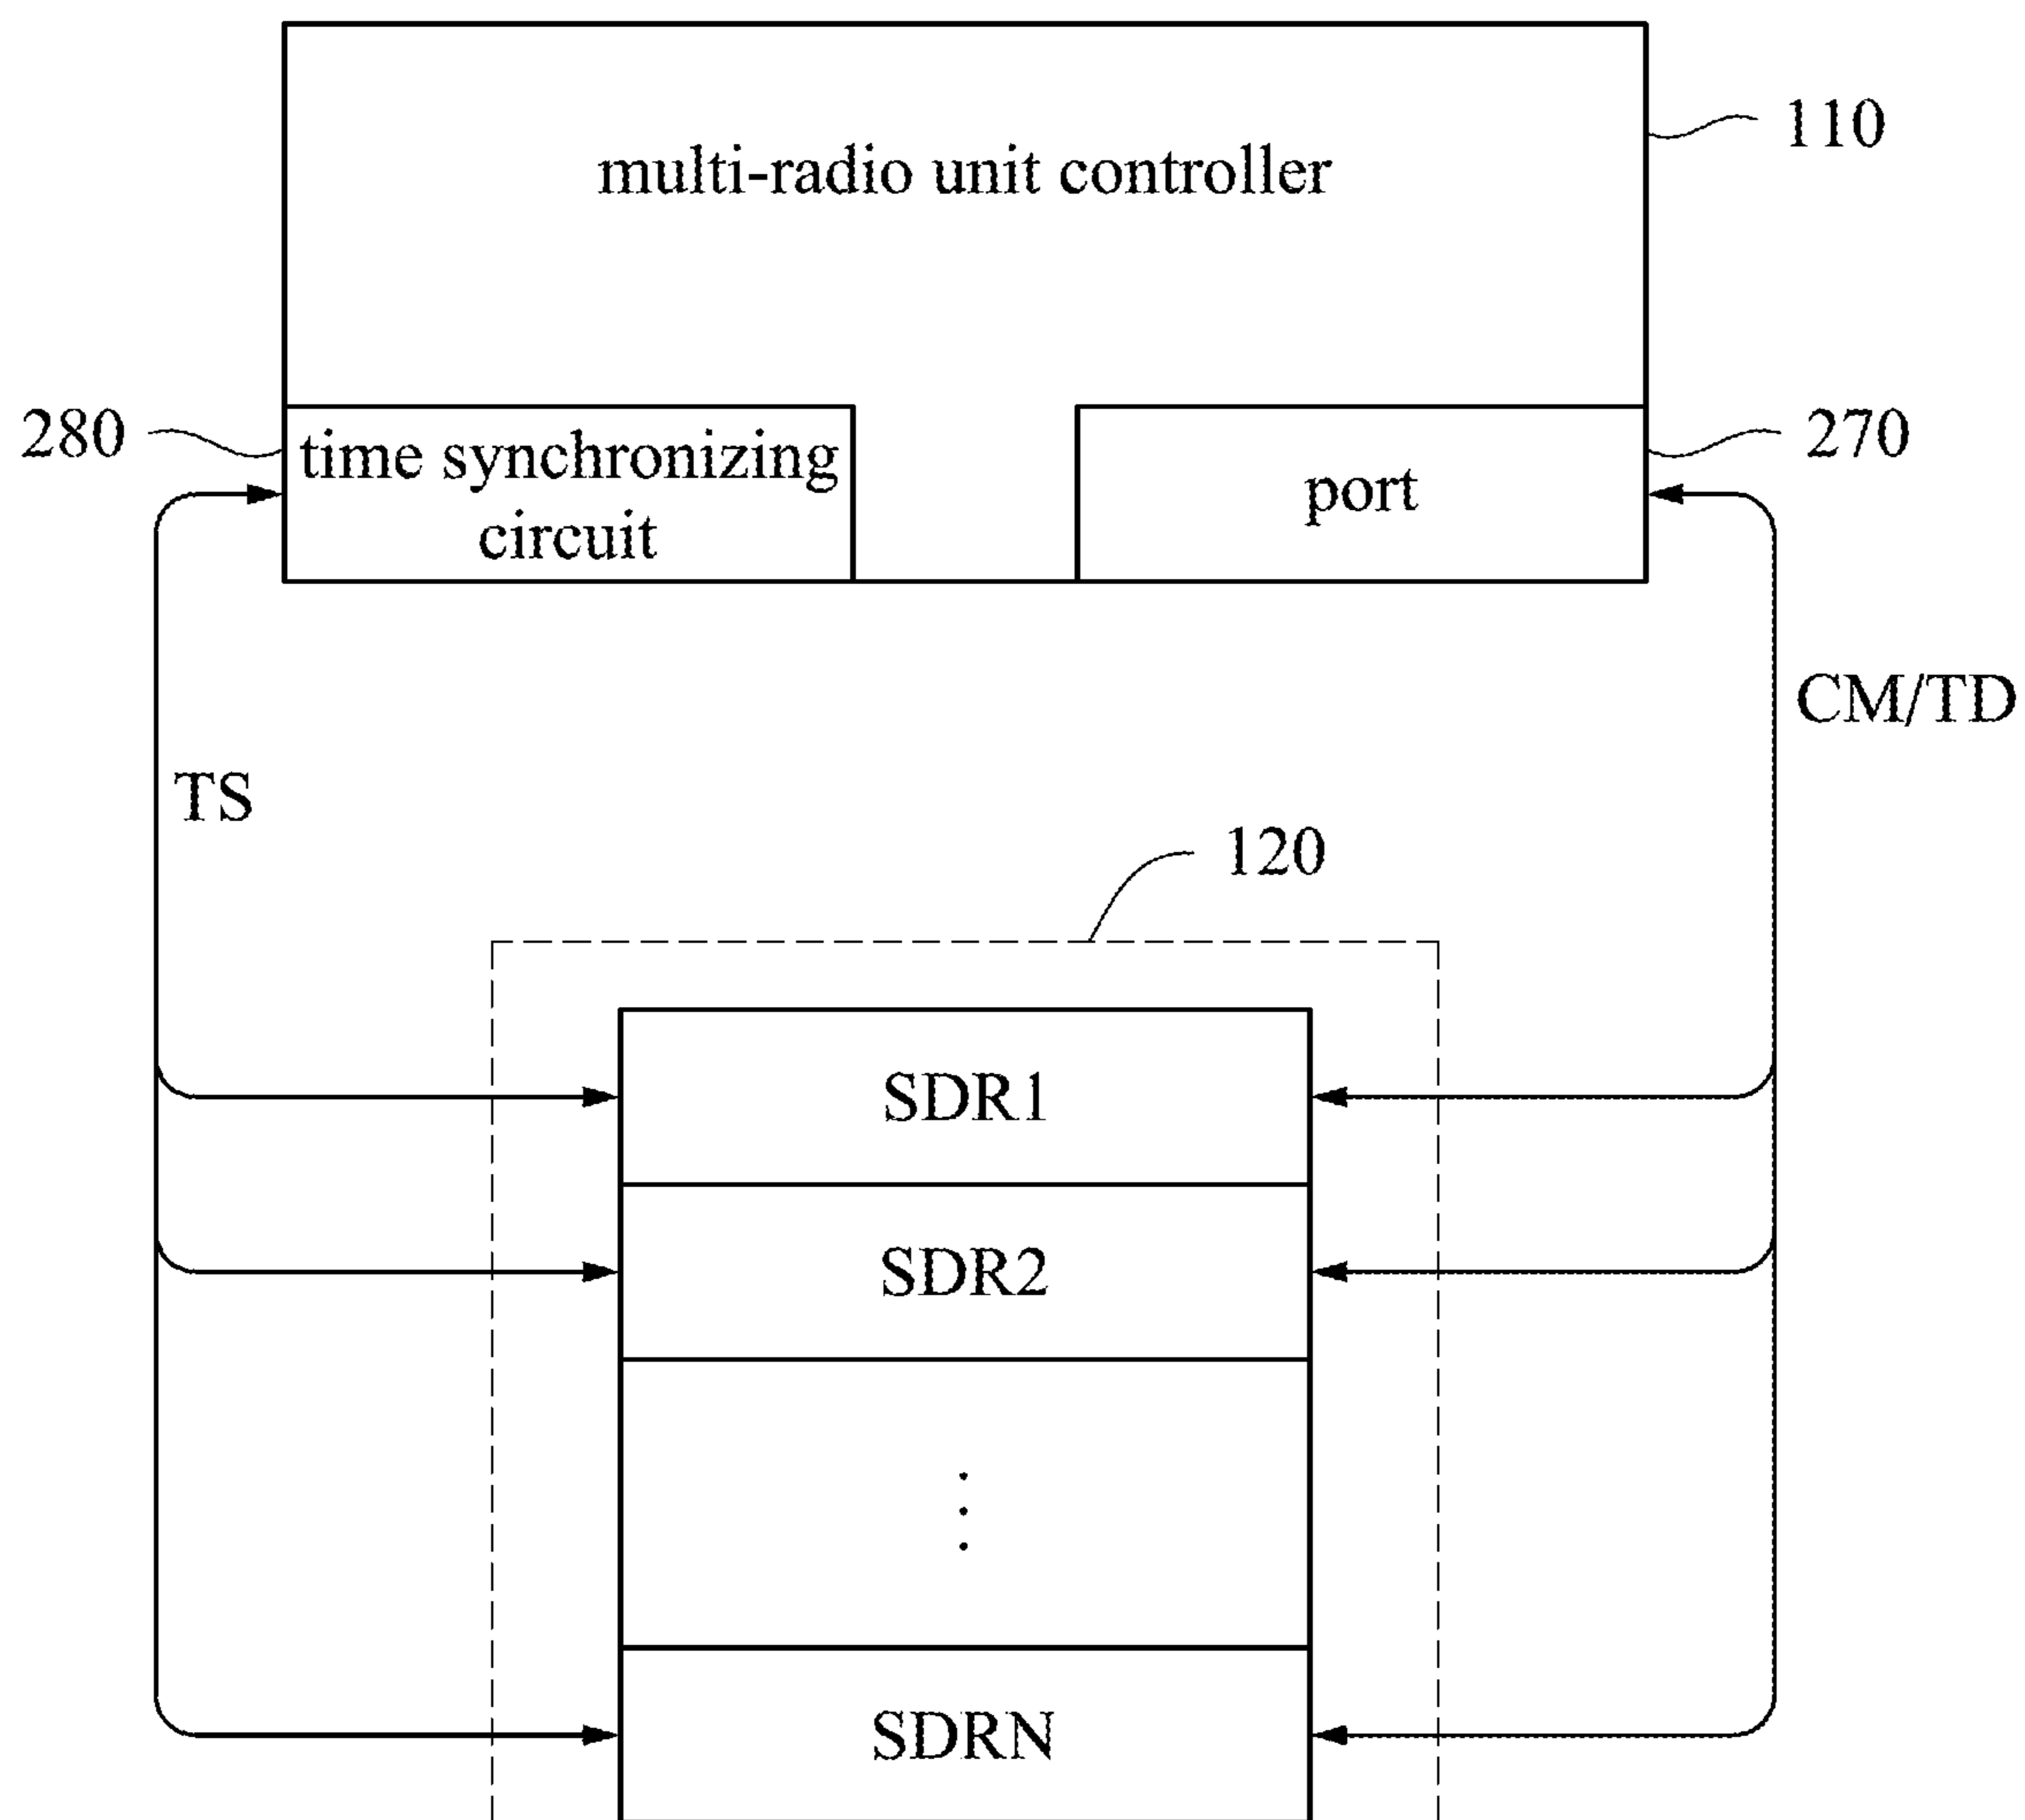 110
multi-radio unit controller
280
time synchronizing
circuit
port
270
CM/TD
TS
120
SDR1
SDR2
SDRN